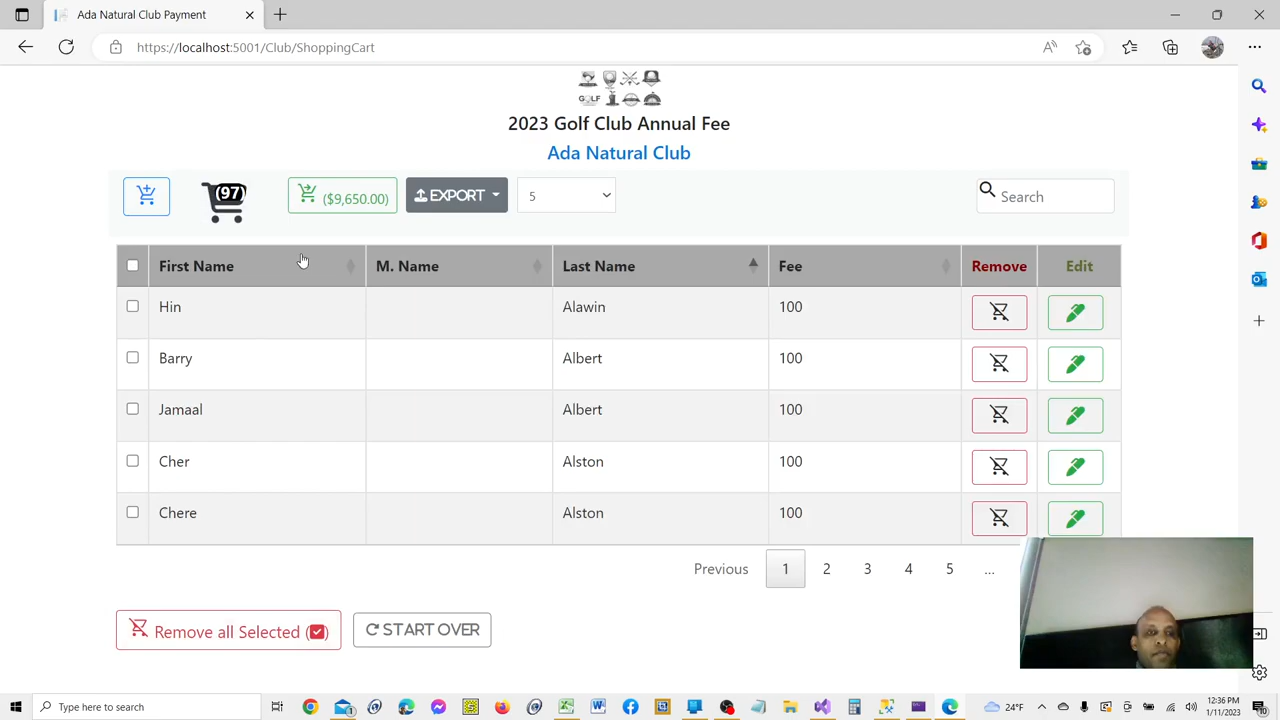 Ada Natural Club Payment
https://localhost:5001/Club/ShoppingCart
GOLF
2023 Golf Club Annual Fee
Ada Natural Club
(97)
($9,650.00)
EXPORT
5
Search
First Name M. Name Last Name Fee Remove Edit
Hin Alawin 100
Barry Albert 100
Jamaal Albert 100
Cher Alston 100
Chere Alston 100
Previous 1 2 3 4 5 ...
Remove all Selected ( )
START OVER
Type here to search
24°F
12:36 PM
1/11/2023